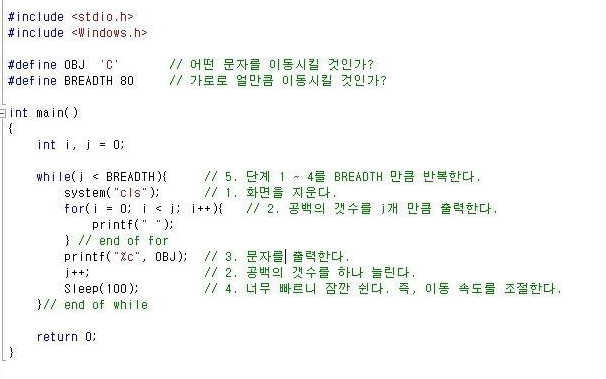 #include <stdio.h>
#include <Windows.h>
#define OBJ 'C' // 어떤 문자를 이동시킬 것인가?
#define BREADTH 80 // 가로로 얼만큼 이동시킬 것인가?
int main()
{
int i, j = 0;
while(j < BREADTH){ // 5. 단계 1 ~ 4를 BREADTH 만큼 반복한다.
system("cls"); // 1. 화면을 지운다.
for(i = 0; i < j; i++){ // 2. 공백의 갯수를 j개 만큼 출력한다.
printf(" ");
} // end of for
printf("%c", OBJ); // 3. 문자를 출력한다.
j++; // 2. 공백의 갯수를 하나 늘린다.
Sleep(100); // 4. 너무 빠르니 잠깐 쉰다. 즉, 이동 속도를 조절한다.
}// end of while
return 0;
}